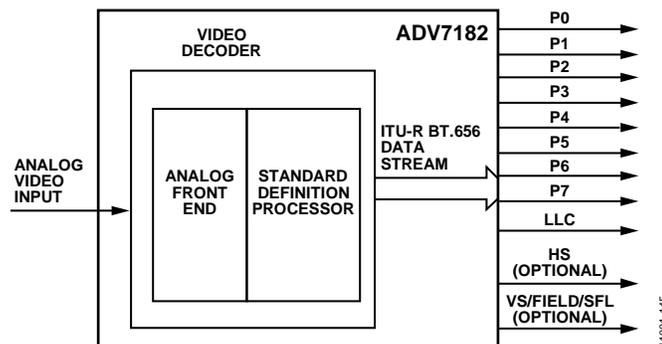 VIDEO
DECODER
ADV7182
ANALOG
VIDEO
INPUT
ANALOG
FRONT
END
STANDARD
DEFINITION
PROCESSOR
ITU-R BT.656
DATA
STREAM
P0
P1
P2
P3
P4
P5
P6
P7
LLC
HS
(OPTIONAL)
VS/FIELD/SFL
(OPTIONAL)